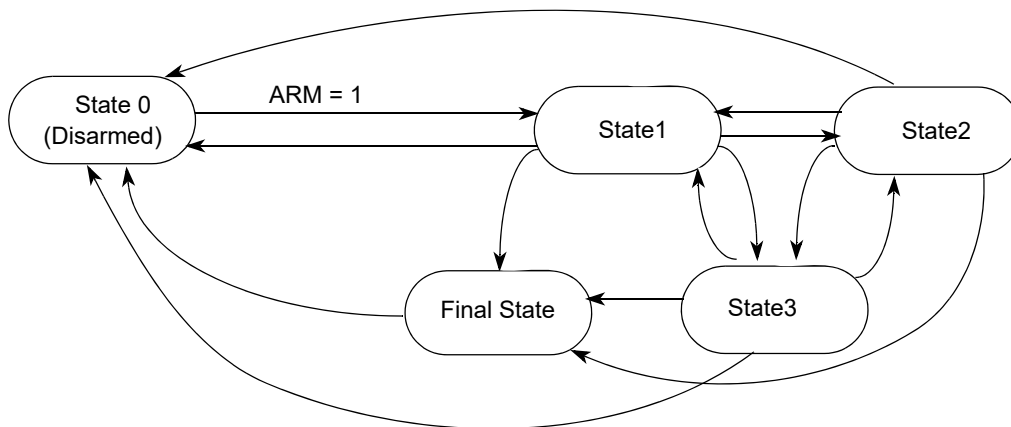 State 0
(Disarmed)
ARM = 1
State1
State2
Final State
State3